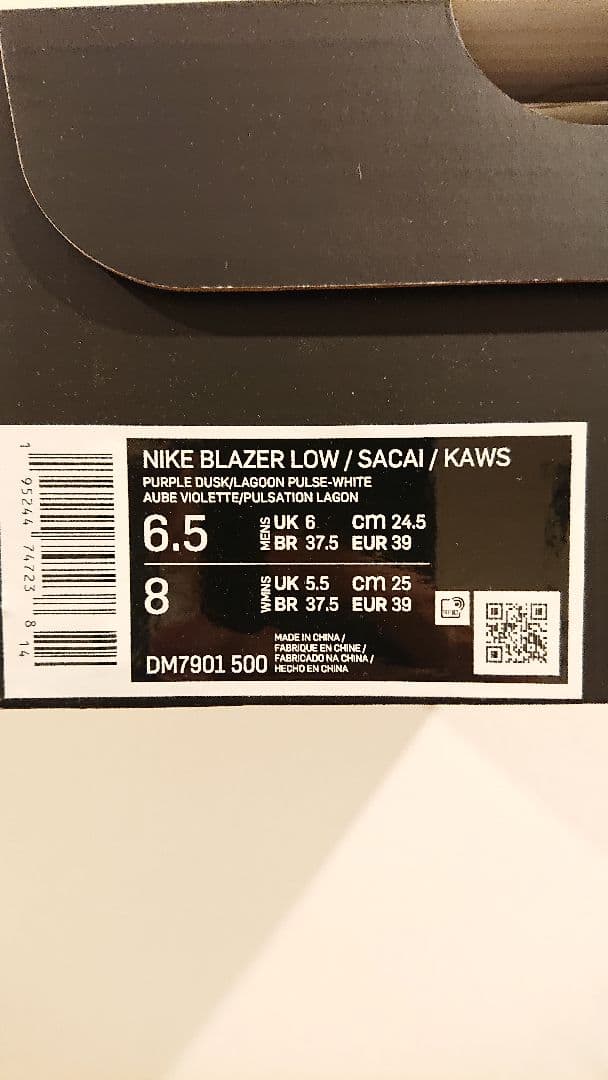 NIKE BLAZER LOW / SACAI / KAWS
PURPLE DUSK/LAGOON PULSE-WHITE
AUBE VIOLETTE/PULSATION LAGON
6.5 MENS UK 6 cm 24.5
BR 37.5 EUR 39
8 WMNS UK 5.5 cm 25
BR 37.5 EUR 39
DM7901 500
MADE IN CHINA /
FABRIQUE EN CHINE /
FABRICADO NA CHINA /
HECHO EN CHINA
1 95244 74723 8 14